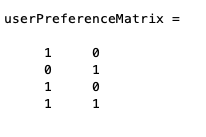 userPreferenceMatrix =
1 0
0 1
1 0
1 1